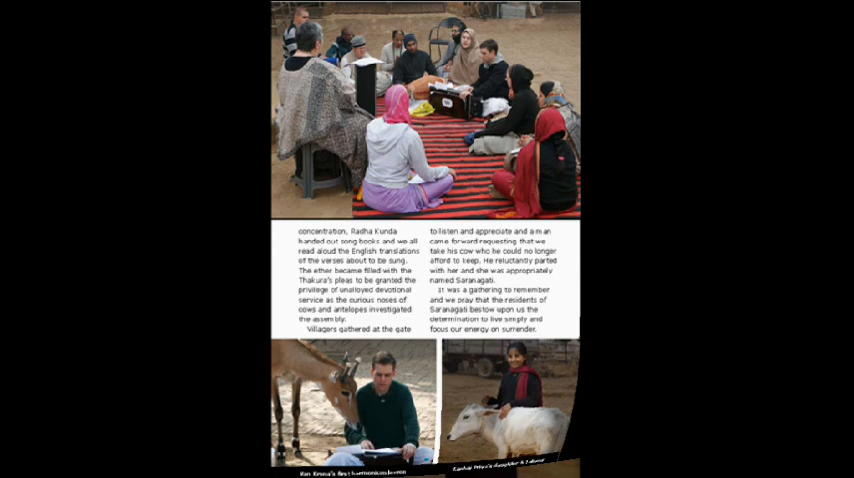 concentration, Radha Kunda
handed out song books and we all
read aloud the English translations
of the verses about to be sung.
The ether became filled with the
Thakura's pleas to be granted the
privilege of unalloyed devotional
service as the curious noses of
cows and antelopes investigated
the assembly.
Villagers gathered at the gate
to listen and appreciate and a man
came forward requesting that we
take his cow who he could no longer
afford to keep. He reluctantly parted
with her and she was appropriately
named Saranagati.
It was a gathering to remember
and we pray that the residents of
Saranagati bestow upon us the
determination to live simply and
focus our energy on surrender.
first harmonium lesson
Priya's daughter &